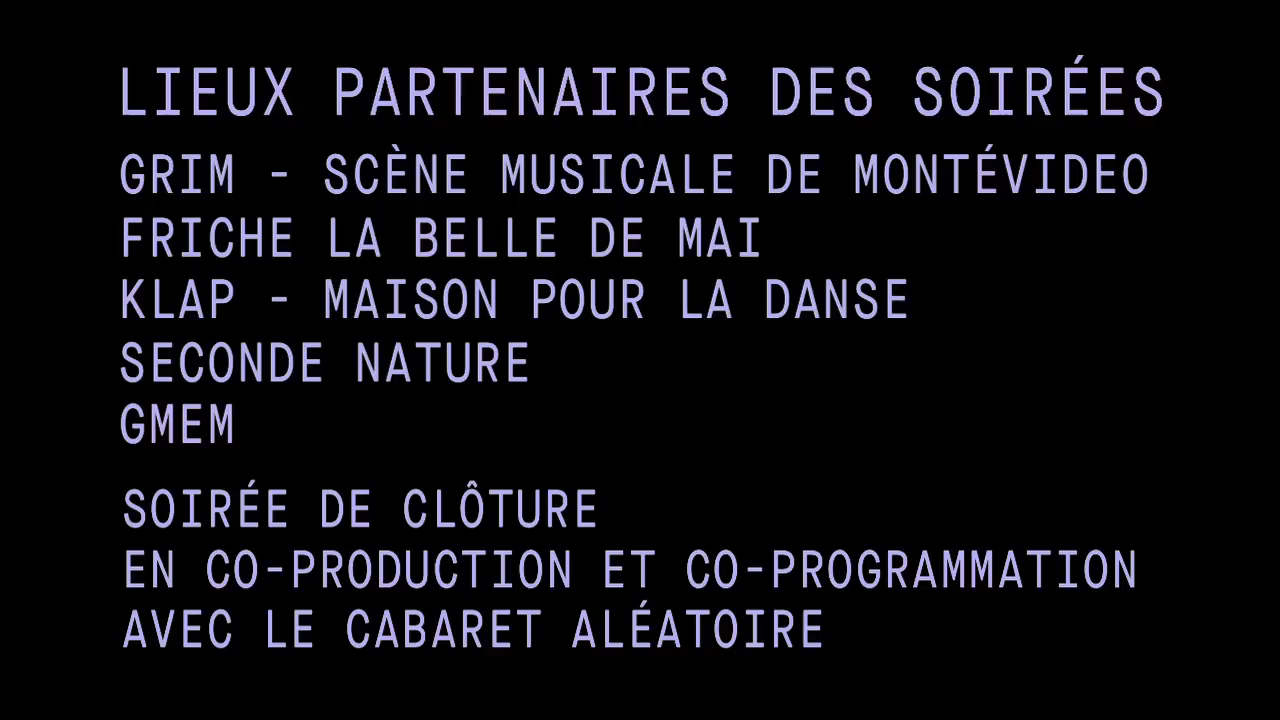 LIEUX PARTENAIRES DES SOIRÉES
GRIM - SCÈNE MUSICALE DE MONTÉVIDEO
FRICHE LA BELLE DE MAI
KLAP - MAISON POUR LA DANSE
SECONDE NATURE
GMEM
SOIRÉE DE CLÔTURE
EN CO-PRODUCTION ET CO-PROGRAMMATION
AVEC LE CABARET ALÉATOIRE